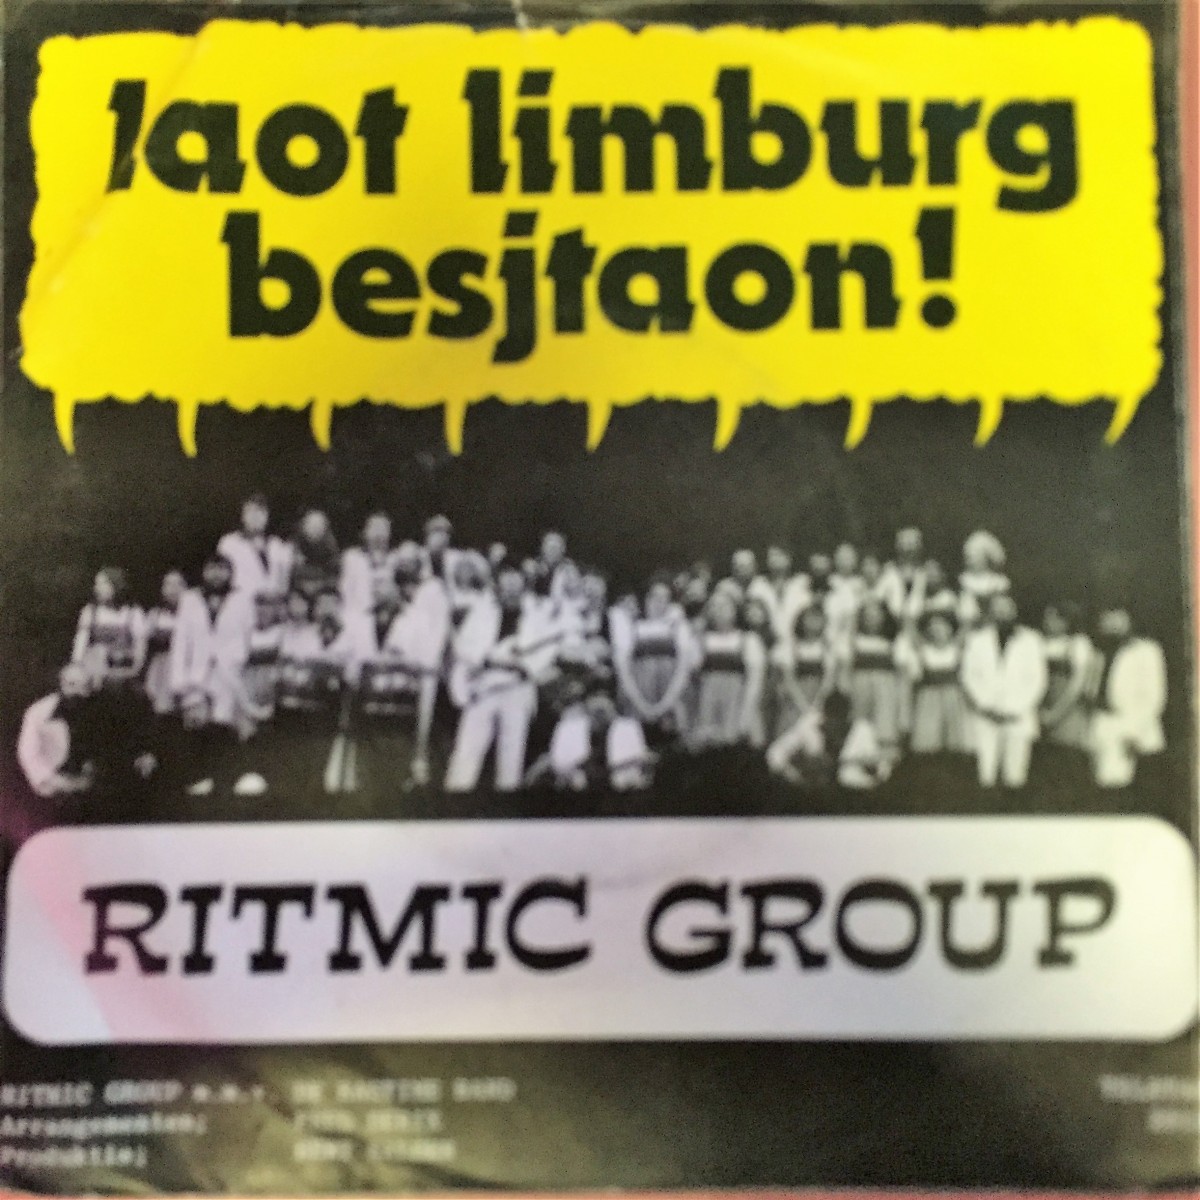 laot limburg
besjtaon!
RITMIC GROUP
RITMIC GROUP m.m.v. DE RAGTIME BAND
Arrangementen;
Produktie;